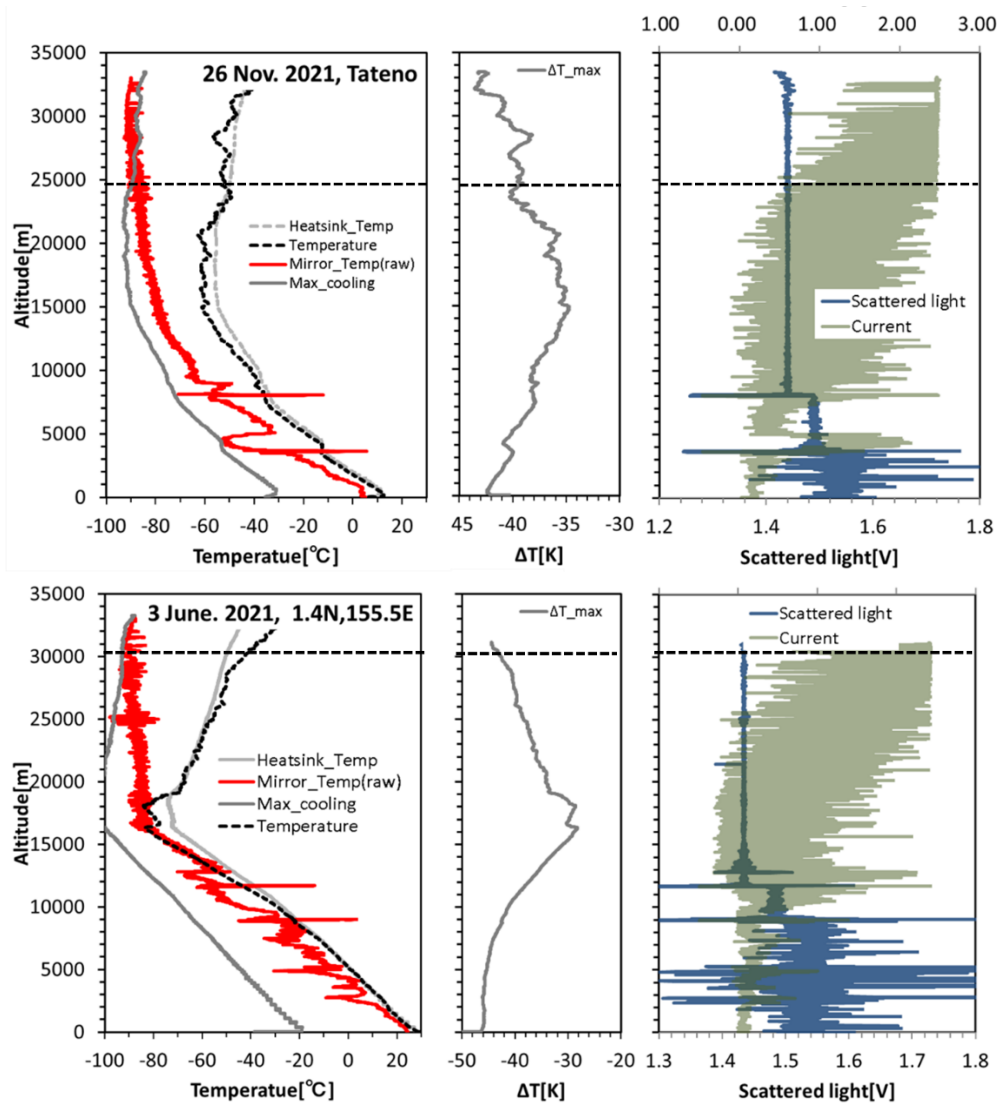 1.00 0.00 1.00 2.00 3.00
35000
30000
25000
20000
15000
10000
5000
0
Altitude[m]
26 Nov. 2021, Tateno
Heatsink_Temp
Temperature
Mirror_Temp(raw)
Max_cooling
-100 -80 -60 -40 -20 0 20
Temperatue[℃]
ΔT_max
45 -40 -35 -30
ΔT[K]
Scattered light
Current
1.2 1.4 1.6 1.8
Scattered light[V]
35000
30000
25000
20000
15000
10000
5000
0
Altitude[m]
3 June. 2021, 1.4N,155.5E
Heatsink_Temp
Mirror_Temp(raw)
Max_cooling
Temperature
-100 -80 -60 -40 -20 0 20
Temperatue[℃]
ΔT_max
-50 -40 -30 -20
ΔT[K]
Scattered light
Current
1.3 1.5 1.6 1.7 1.8
Scattered light[V]